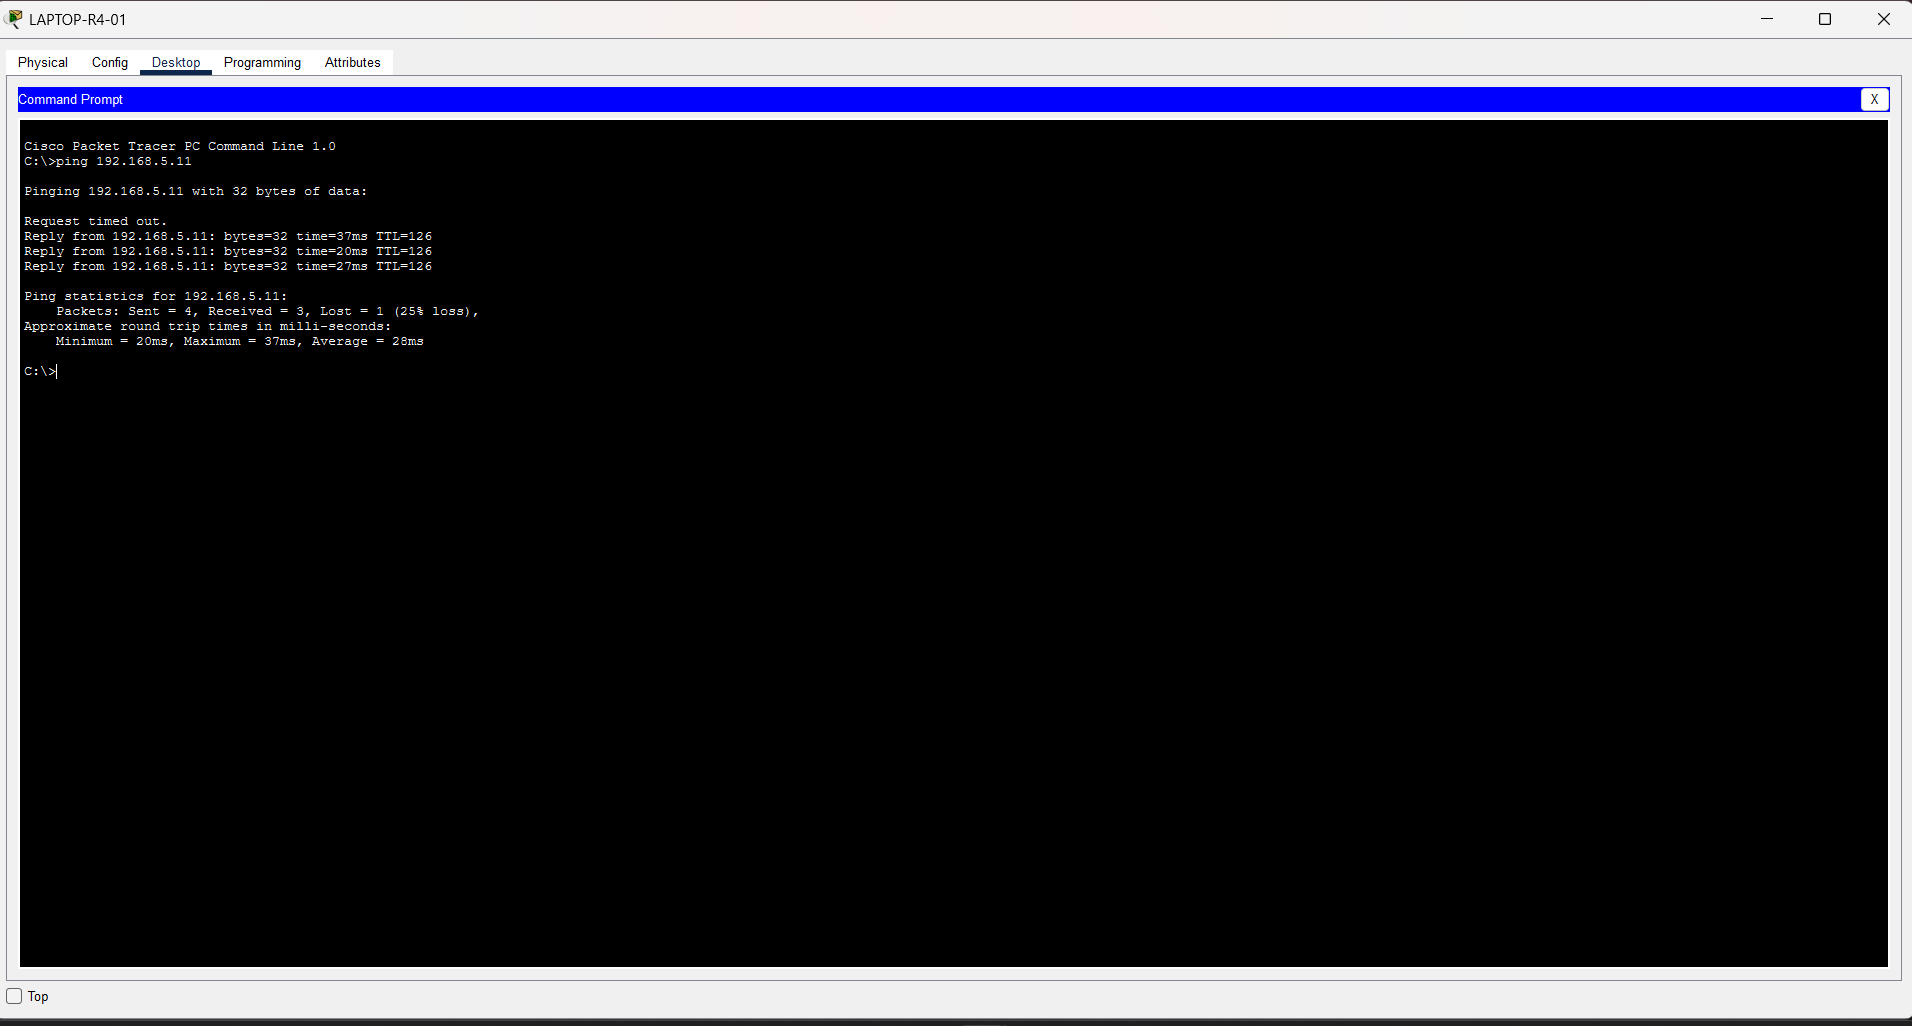 LAPTOP-R4-01
Physical Config Desktop Programming Attributes
Command Prompt
X
Cisco Packet Tracer PC Command Line 1.0
C:\>ping 192.168.5.11
Pinging 192.168.5.11 with 32 bytes of data:
Request timed out.
Reply from 192.168.5.11: bytes=32 time=37ms TTL=126
Reply from 192.168.5.11: bytes=32 time=20ms TTL=126
Reply from 192.168.5.11: bytes=32 time=27ms TTL=126
Ping statistics for 192.168.5.11:
    Packets: Sent = 4, Received = 3, Lost = 1 (25% loss),
Approximate round trip times in milli-seconds:
    Minimum = 20ms, Maximum = 37ms, Average = 28ms
C:\>
Top